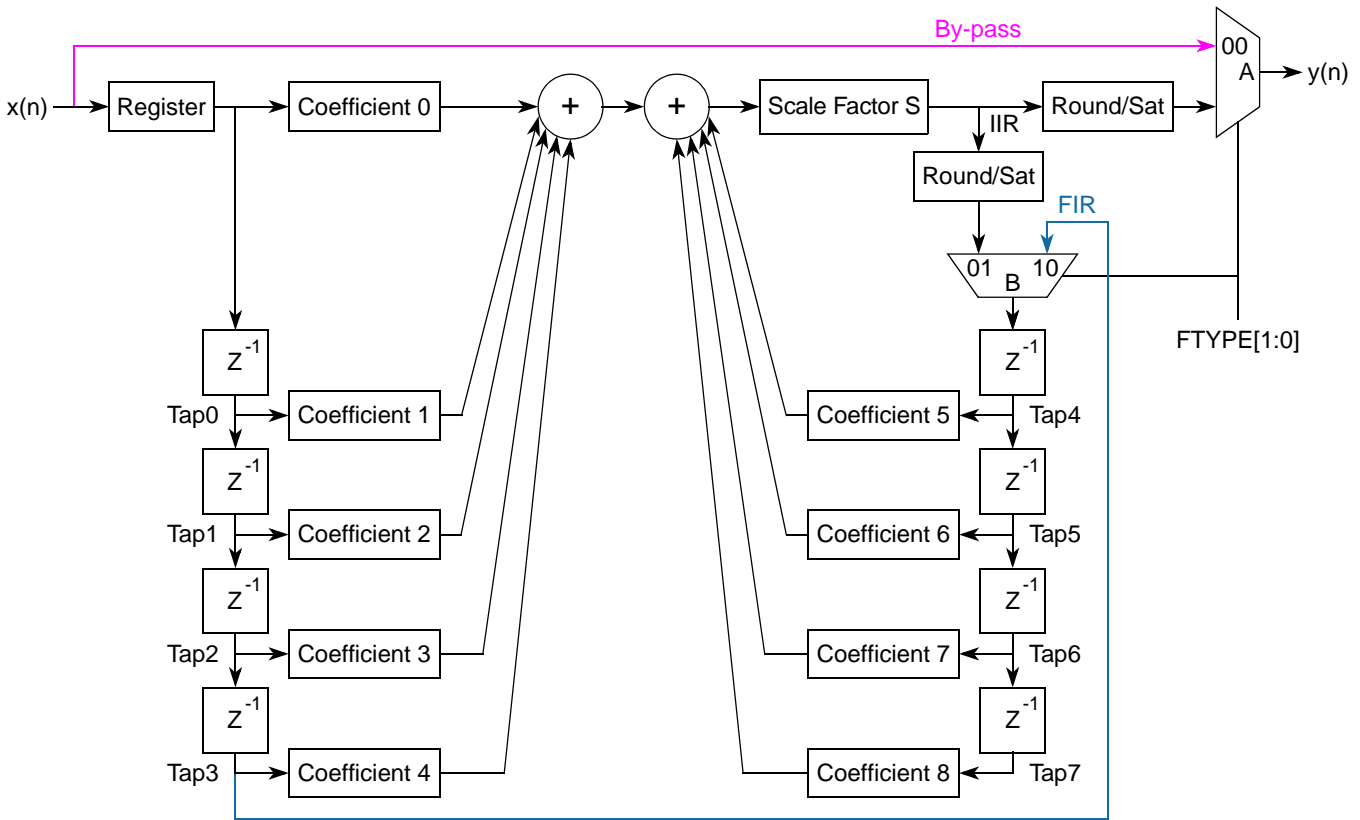 By-pass
00
A
y(n)
x(n)
Register
Coefficient 0
+
+
Scale Factor S
IIR
Round/Sat
Round/Sat
FIR
01
10
B
FTYPE[1:0]
Z-1
Z-1
Tap0
Coefficient 1
Coefficient 5
Tap4
Z-1
Z-1
Tap1
Coefficient 2
Coefficient 6
Tap5
Z-1
Z-1
Tap2
Coefficient 3
Coefficient 7
Tap6
Z-1
Z-1
Tap3
Coefficient 4
Coefficient 8
Tap7